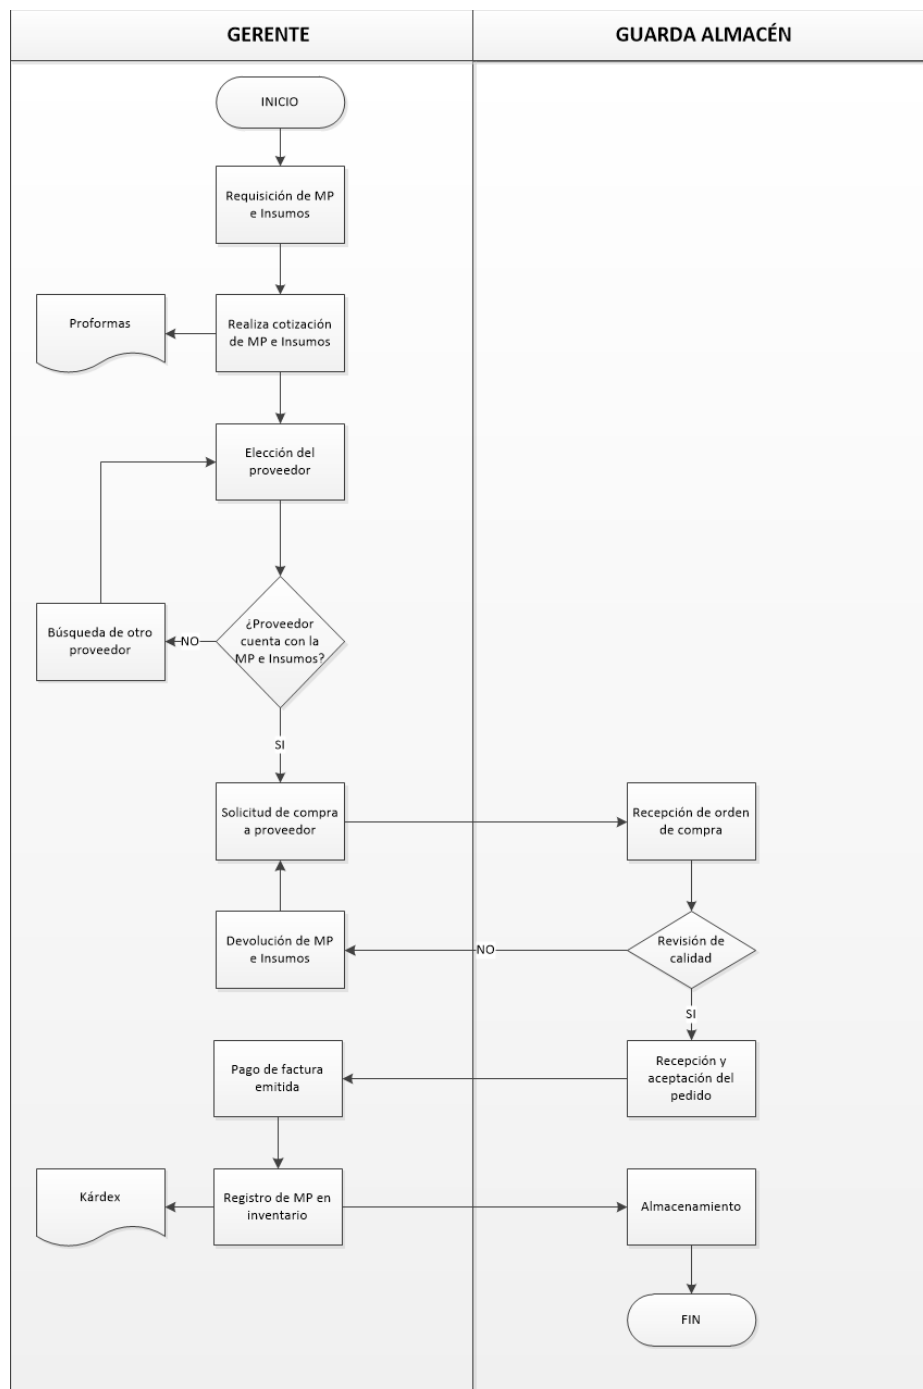 GERENTE
GUARDA ALMACÉN
INICIO
Requisición de MP
e Insumos
Proformas
Realiza cotización
de MP e Insumos
Elección del
proveedor
Búsqueda de otro
proveedor
NO
¿Proveedor
cuenta con la
MP e Insumos?
SI
Solicitud de compra
a proveedor
Recepción de orden
de compra
Devolución de MP
e Insumos
NO
Revisión de
calidad
SI
Pago de factura
emitida
Recepción y
aceptación del
pedido
Kárdex
Registro de MP en
inventario
Almacenamiento
FIN